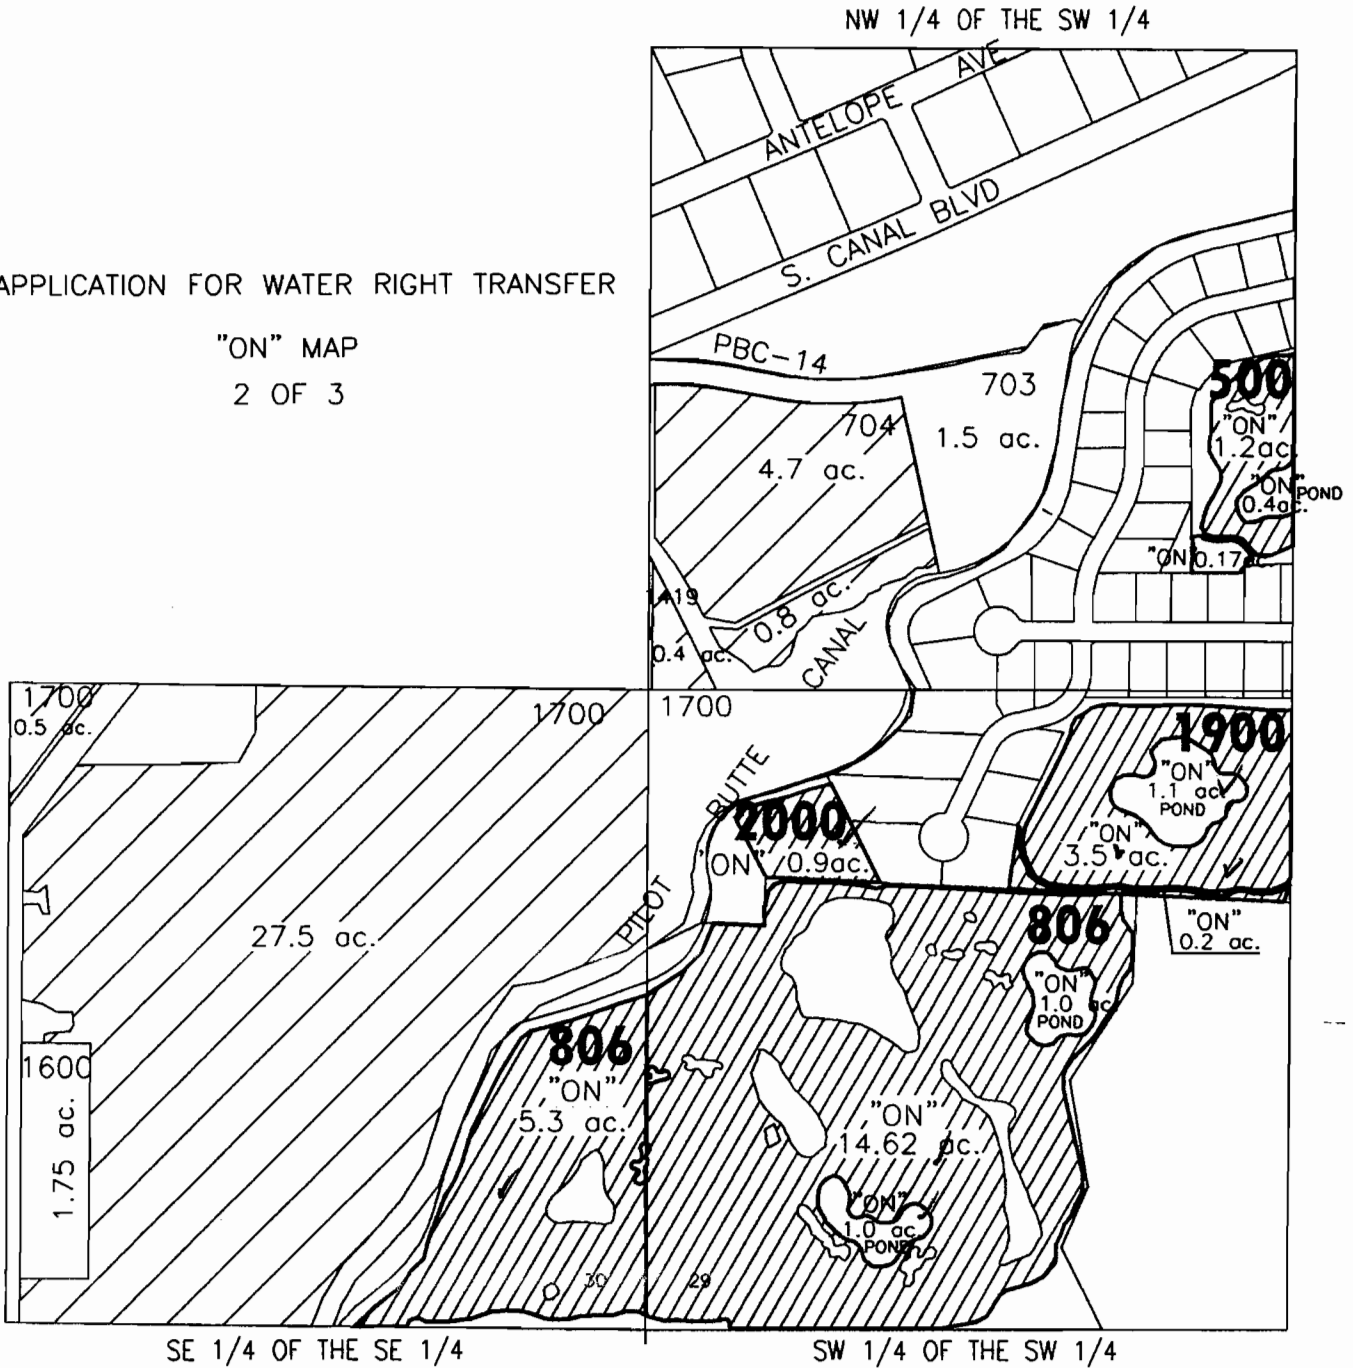 NW 1/4 OF THE SW 1/4
ANTELOPE AVE
S. CANAL BLVD
APPLICATION FOR WATER RIGHT TRANSFER
"ON" MAP
2 OF 3
PBC-14
703
1.5 ac.
704
4.7 ac.
500
"ON"
1.2ac.
"ON" POND
0.4ac.
"ON" 0.17ac.
419
0.8 ac.
0.4 ac.
PILOT BUTTE CANAL
1700
0.5 ac.
1700
1700
1900
"ON"
1.1 ac.
POND
"ON"
3.5 ac.
2000
"ON" 0.9ac.
"ON"
0.2 ac.
27.5 ac.
806
"ON"
1.0 ac.
POND
806
"ON"
5.3 ac.
1600
1.75 ac.
"ON"
14.62 ac.
"ON"
1.0 ac.
POND
30
29
SE 1/4 OF THE SE 1/4
SW 1/4 OF THE SW 1/4